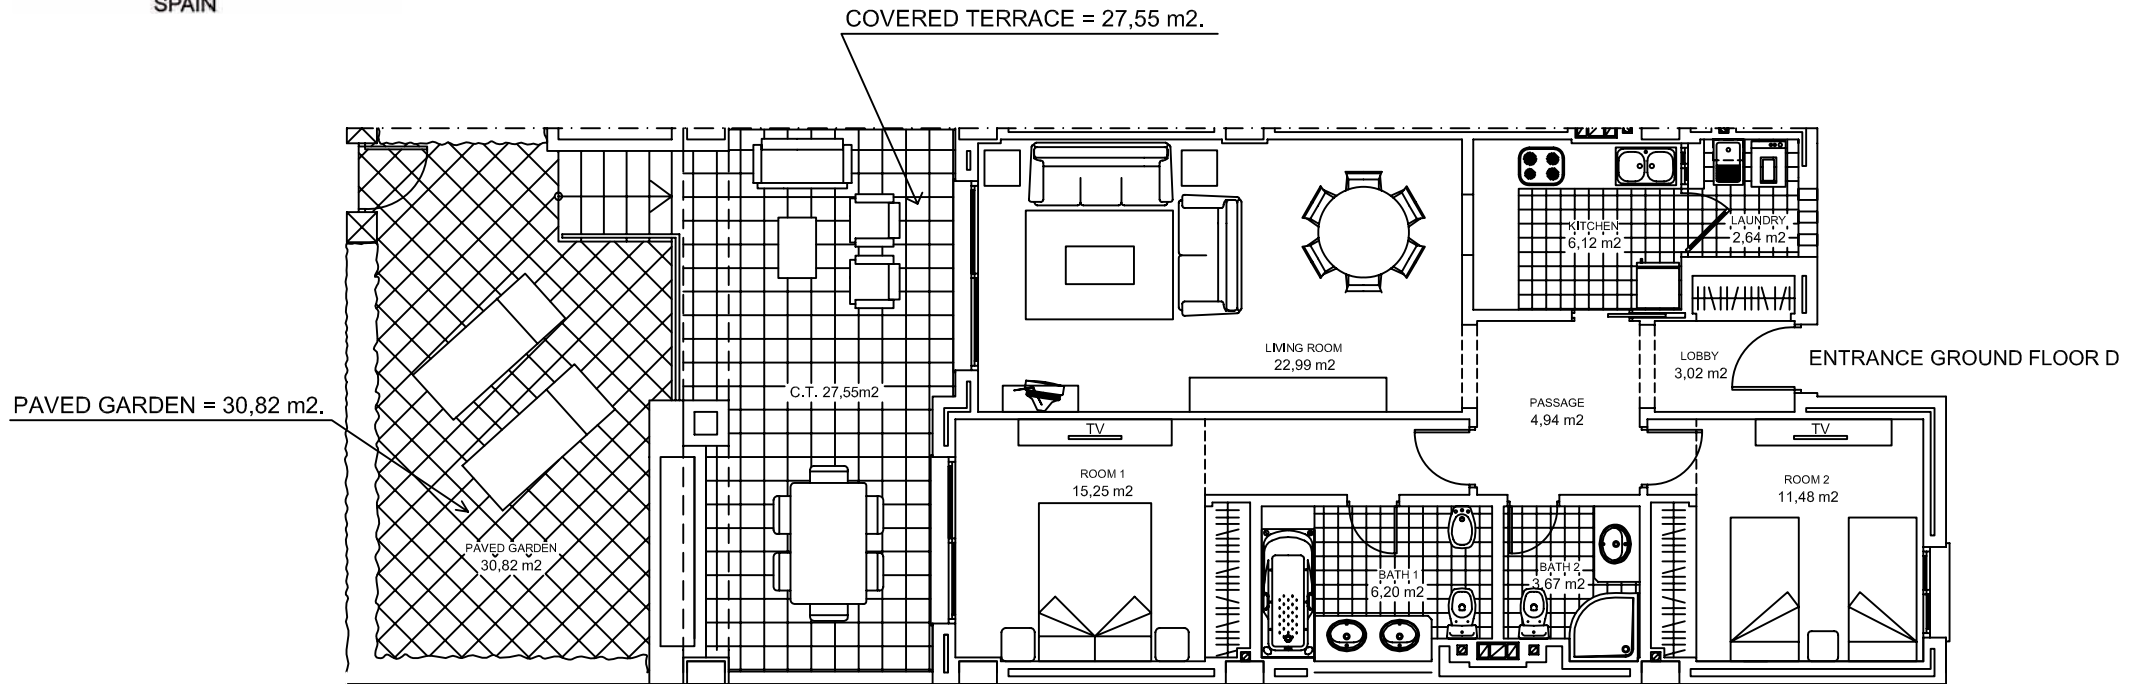 SPAIN
COVERED TERRACE = 27,55 m2.
LAUNDRY
2,64 m2
KITCHEN
6,12 m2
LIVING ROOM
22,99 m2
LOBBY
3,02 m2
ENTRANCE GROUND FLOOR D
C.T. 27,55m2
PAVED GARDEN = 30,82 m2.
PASSAGE
4,94 m2
TV
TV
ROOM 1
15,25 m2
ROOM 2
11,48 m2
PAVED GARDEN
30,82 m2
BATH 1
6,20 m2
BATH 2
3,67 m2